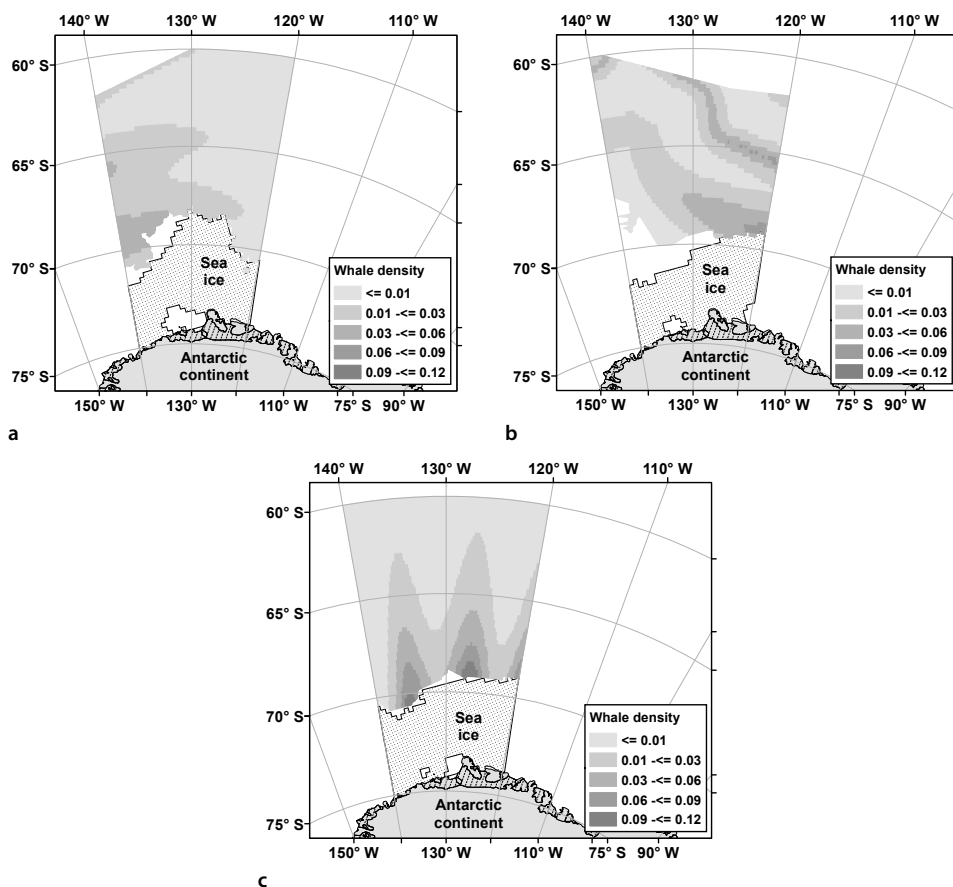 140° W 130° W 120° W 110° W
60° S
65° S
70° S
75° S
Sea
ice
Antarctic
continent
Whale density
<= 0.01
0.01 -<= 0.03
0.03 -<= 0.06
0.06 -<= 0.09
0.09 -<= 0.12
150° W 130° W 110° W 75° S 90° W
a
140° W 130° W 120° W 110° W
60° S
65° S
70° S
75° S
Sea
ice
Antarctic
continent
Whale density
<= 0.01
0.01 -<= 0.03
0.03 -<= 0.06
0.06 -<= 0.09
0.09 -<= 0.12
150° W 130° W 110° W 75° S 90° W
b
140° W 130° W 120° W 110° W
60° S
65° S
70° S
75° S
Sea
ice
Antarctic
continent
Whale density
<= 0.01
0.01 -<= 0.03
0.03 -<= 0.06
0.06 -<= 0.09
0.09 -<= 0.12
150° W 130° W 110° W 75° S 90° W
c